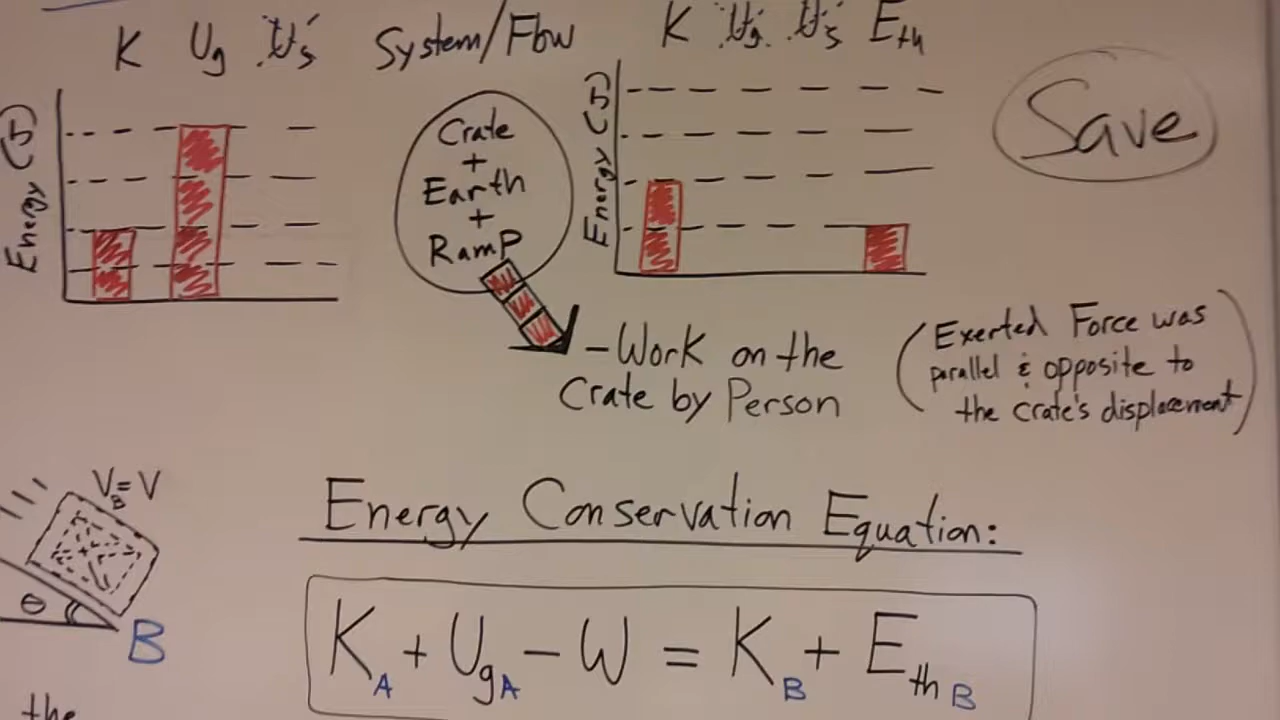 K Ug Us System/Flow K Ug Us Eth
Energy (J)
Crate
+
Earth
+
Ramp
Energy (J)
Save
-Work on the
Crate by Person
(Exerted Force was
parallel & opposite to
the crate's displacement)
VB=V
θ
B
Energy Conservation Equation:
KA + UgA - W = KB + EthB
the